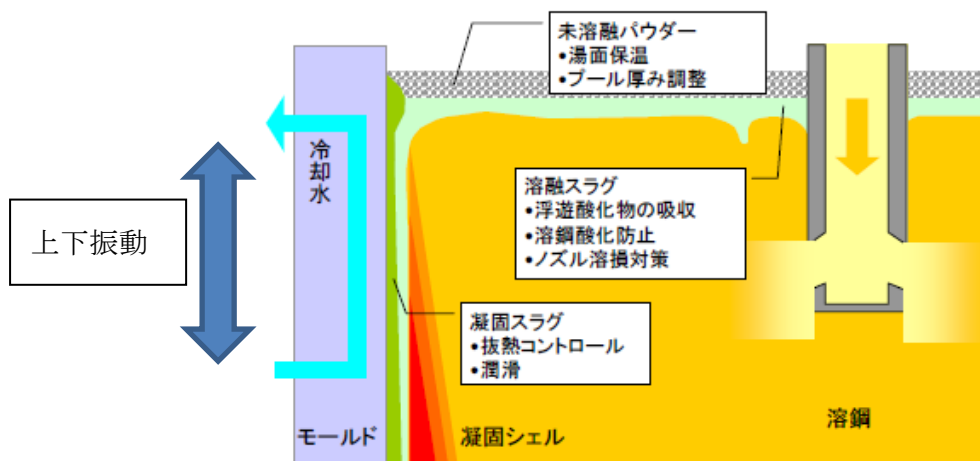 未溶融パウダー
•湯面保温
•プール厚み調整
冷却水
上下振動
溶融スラグ
•浮遊酸化物の吸収
•溶鋼酸化防止
•ノズル溶損対策
凝固スラグ
•抜熱コントロール
•潤滑
モールド
凝固シェル
溶鋼